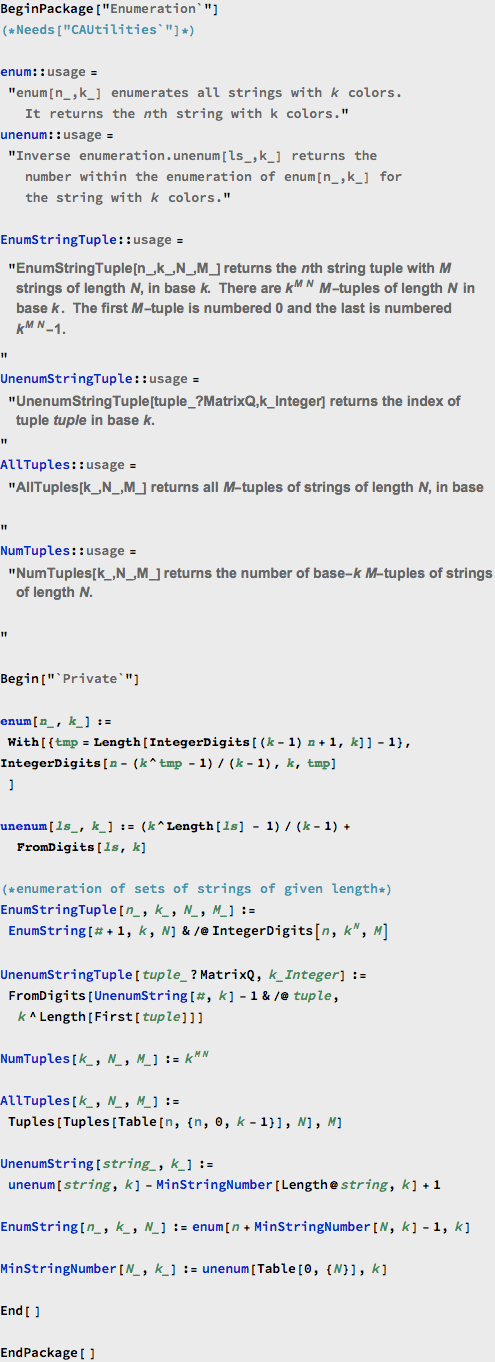 BeginPackage["Enumeration`"]
(*Needs["CAUtilities`"]*)
enum::usage =
"enum[n_,k_] enumerates all strings with k colors.
It returns the nth string with k colors."
unenum::usage =
"Inverse enumeration.unenum[ls_,k_] returns the
number within the enumeration of enum[n_,k_] for
the string with k colors."
EnumStringTuple::usage =
"EnumStringTuple[n_,k_,N_,M_] returns the nth string tuple with M
strings of length N, in base k. There are k^M N M–tuples of length N in
base k. The first M–tuple is numbered 0 and the last is numbered
k^M N–1.
"
UnenumStringTuple::usage =
"UnenumStringTuple[tuple_?MatrixQ,k_Integer] returns the index of
tuple tuple in base k.
"
AllTuples::usage =
"AllTuples[k_,N_,M_] returns all M–tuples of strings of length N, in base
"
NumTuples::usage =
"NumTuples[k_,N_,M_] returns the number of base–k M–tuples of strings
of length N.
"
Begin["`Private`"]
enum[n_, k_] :=
With[{tmp = Length[IntegerDigits[(k - 1) n + 1, k]] - 1},
IntegerDigits[n - (k^tmp - 1) / (k - 1), k, tmp]
]
unenum[ls_, k_] := (k^Length[ls] - 1) / (k - 1) +
FromDigits[ls, k]
(*enumeration of sets of strings of given length*)
EnumStringTuple[n_, k_, N_, M_] :=
EnumString[# + 1, k, N] & /@ IntegerDigits[n, k^N, M]
UnenumStringTuple[tuple_?MatrixQ, k_Integer] :=
FromDigits[UnenumString[#, k] - 1 & /@ tuple,
k^Length[First[tuple]]]
NumTuples[k_, N_, M_] := k^M N
AllTuples[k_, N_, M_] :=
Tuples[Tuples[Table[n, {n, 0, k - 1}], N], M]
UnenumString[string_, k_] :=
unenum[string, k] - MinStringNumber[Length@string, k] + 1
EnumString[n_, k_, N_] := enum[n + MinStringNumber[N, k] - 1, k]
MinStringNumber[N_, k_] := unenum[Table[0, {N}], k]
End[]
EndPackage[]